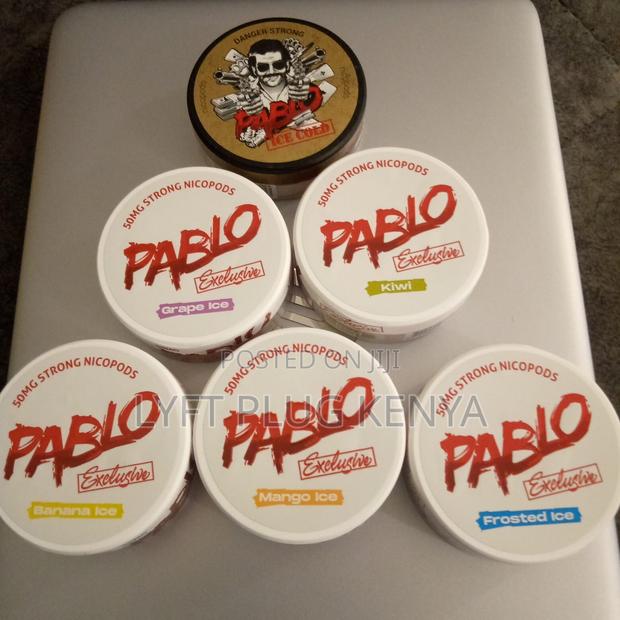 DANGER STRONG
PABLO
ICE COLD
50MG STRONG NICOPODS
PABLO
Exclusive
Grape Ice
50MG STRONG NICOPODS
PABLO
Exclusive
Kiwi
POSTED ON JIJI
LYFT PLUG KENYA
50MG STRONG NICOPODS
PABLO
Exclusive
Banana Ice
50MG STRONG NICOPODS
PABLO
Exclusive
Mango Ice
50MG STRONG NICOPODS
PABLO
Exclusive
Frosted Ice